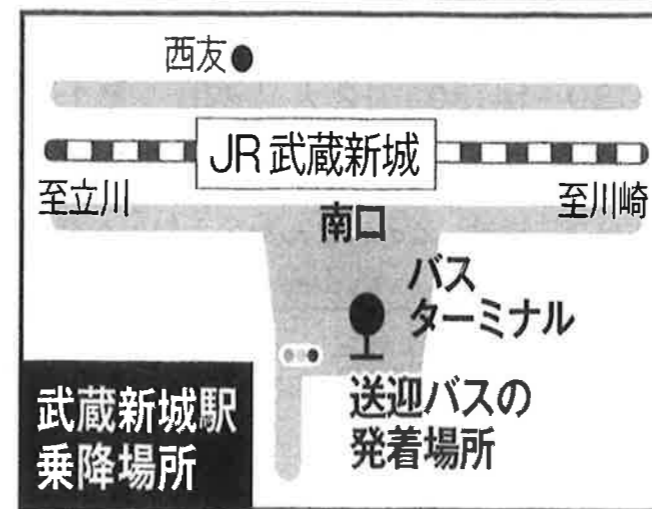 西友
JR 武蔵新城
至立川
至川崎
南口
バス
ターミナル
送迎バスの
発着場所
武蔵新城駅
乗降場所